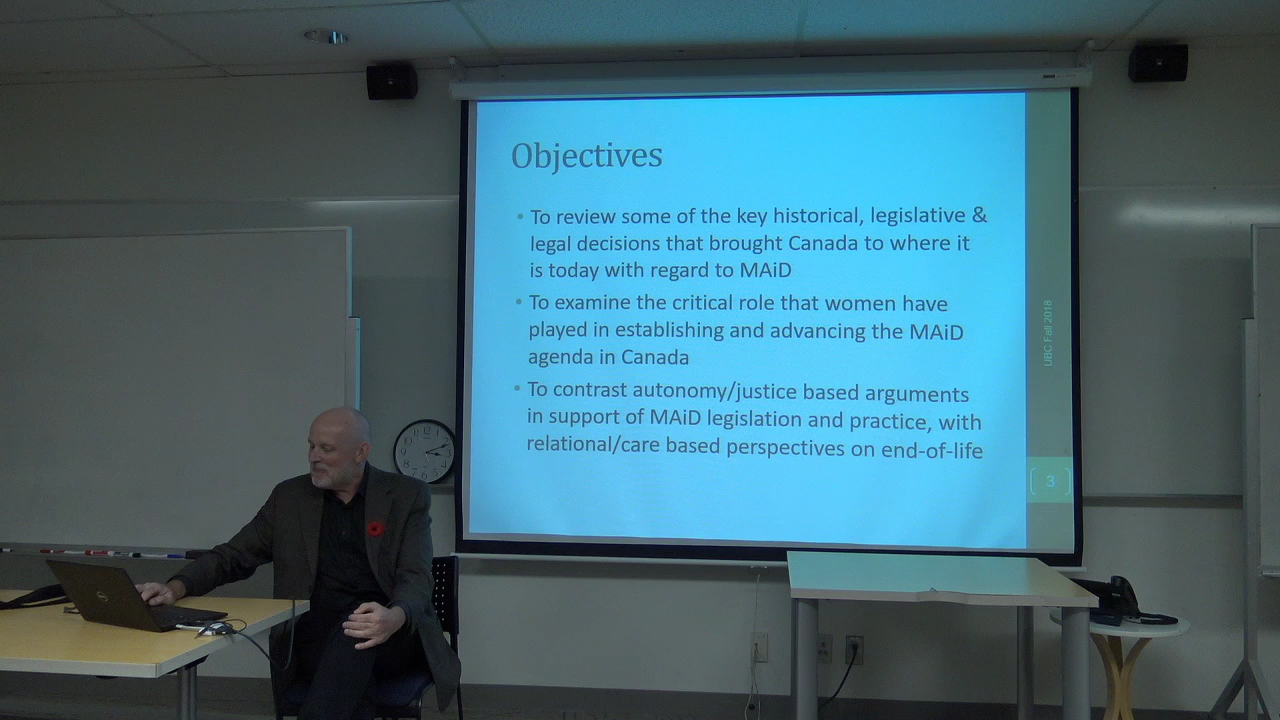 Objectives
• To review some of the key historical, legislative &
legal decisions that brought Canada to where it
is today with regard to MAiD
• To examine the critical role that women have
played in establishing and advancing the MAiD
agenda in Canada
• To contrast autonomy/justice based arguments
in support of MAiD legislation and practice, with
relational/care based perspectives on end-of-life
UBC Fall 2018
3